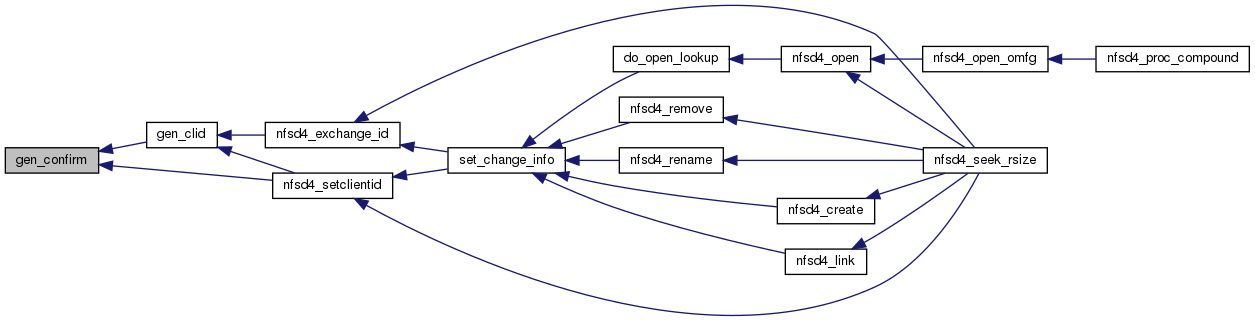 gen_confirm
gen_clid
nfsd4_exchange_id
nfsd4_setclientid
set_change_info
do_open_lookup
nfsd4_remove
nfsd4_rename
nfsd4_create
nfsd4_link
nfsd4_open
nfsd4_open_omfg
nfsd4_proc_compound
nfsd4_seek_rsize